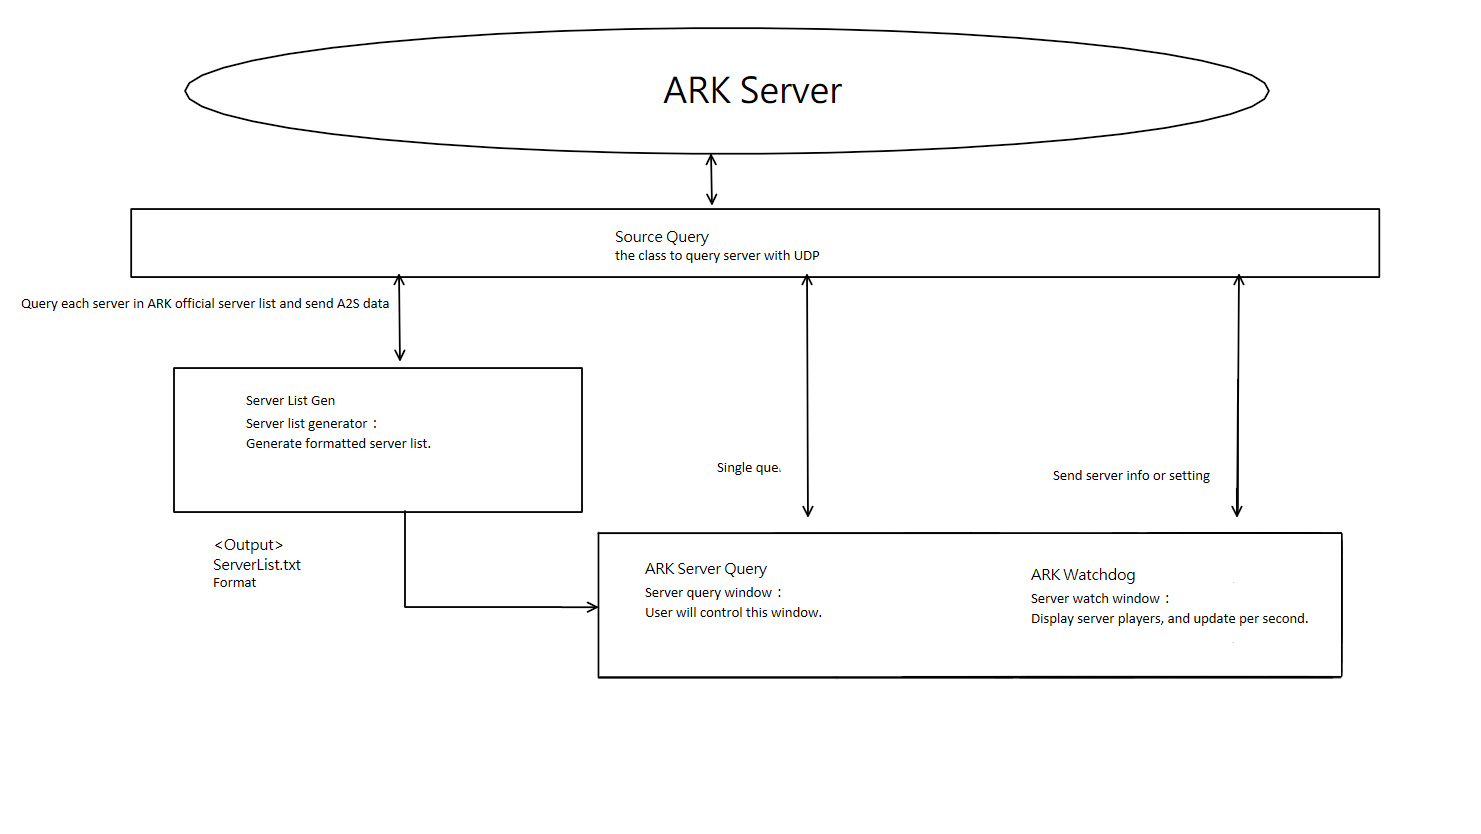 ARK Server
Source Query
the class to query server with UDP
Query each server in ARK official server list and send A2S data
Server List Gen
Server list generator：
Generate formatted server list.
Single que.
Send server info or setting
<Output>
ServerList.txt
Format
ARK Server Query
Server query window：
User will control this window.
ARK Watchdog
Server watch window：
Display server players, and update per second.